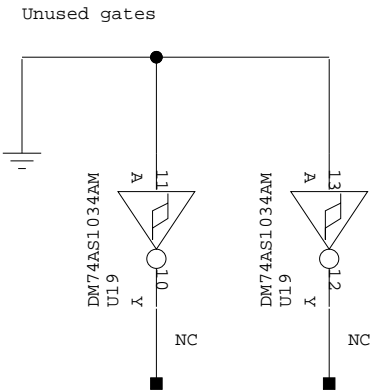 Unused gates
DM74AS1034AM
U19
A
11
10
Y
NC
DM74AS1034AM
U19
A
13
12
Y
NC